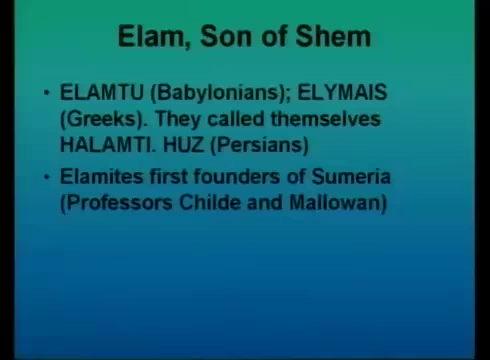 Elam, Son of Shem
• ELAMTU (Babylonians); ELYMAIS
(Greeks). They called themselves
HALAMTI. HUZ (Persians)
• Elamites first founders of Sumeria
(Professors Childe and Mallowan)